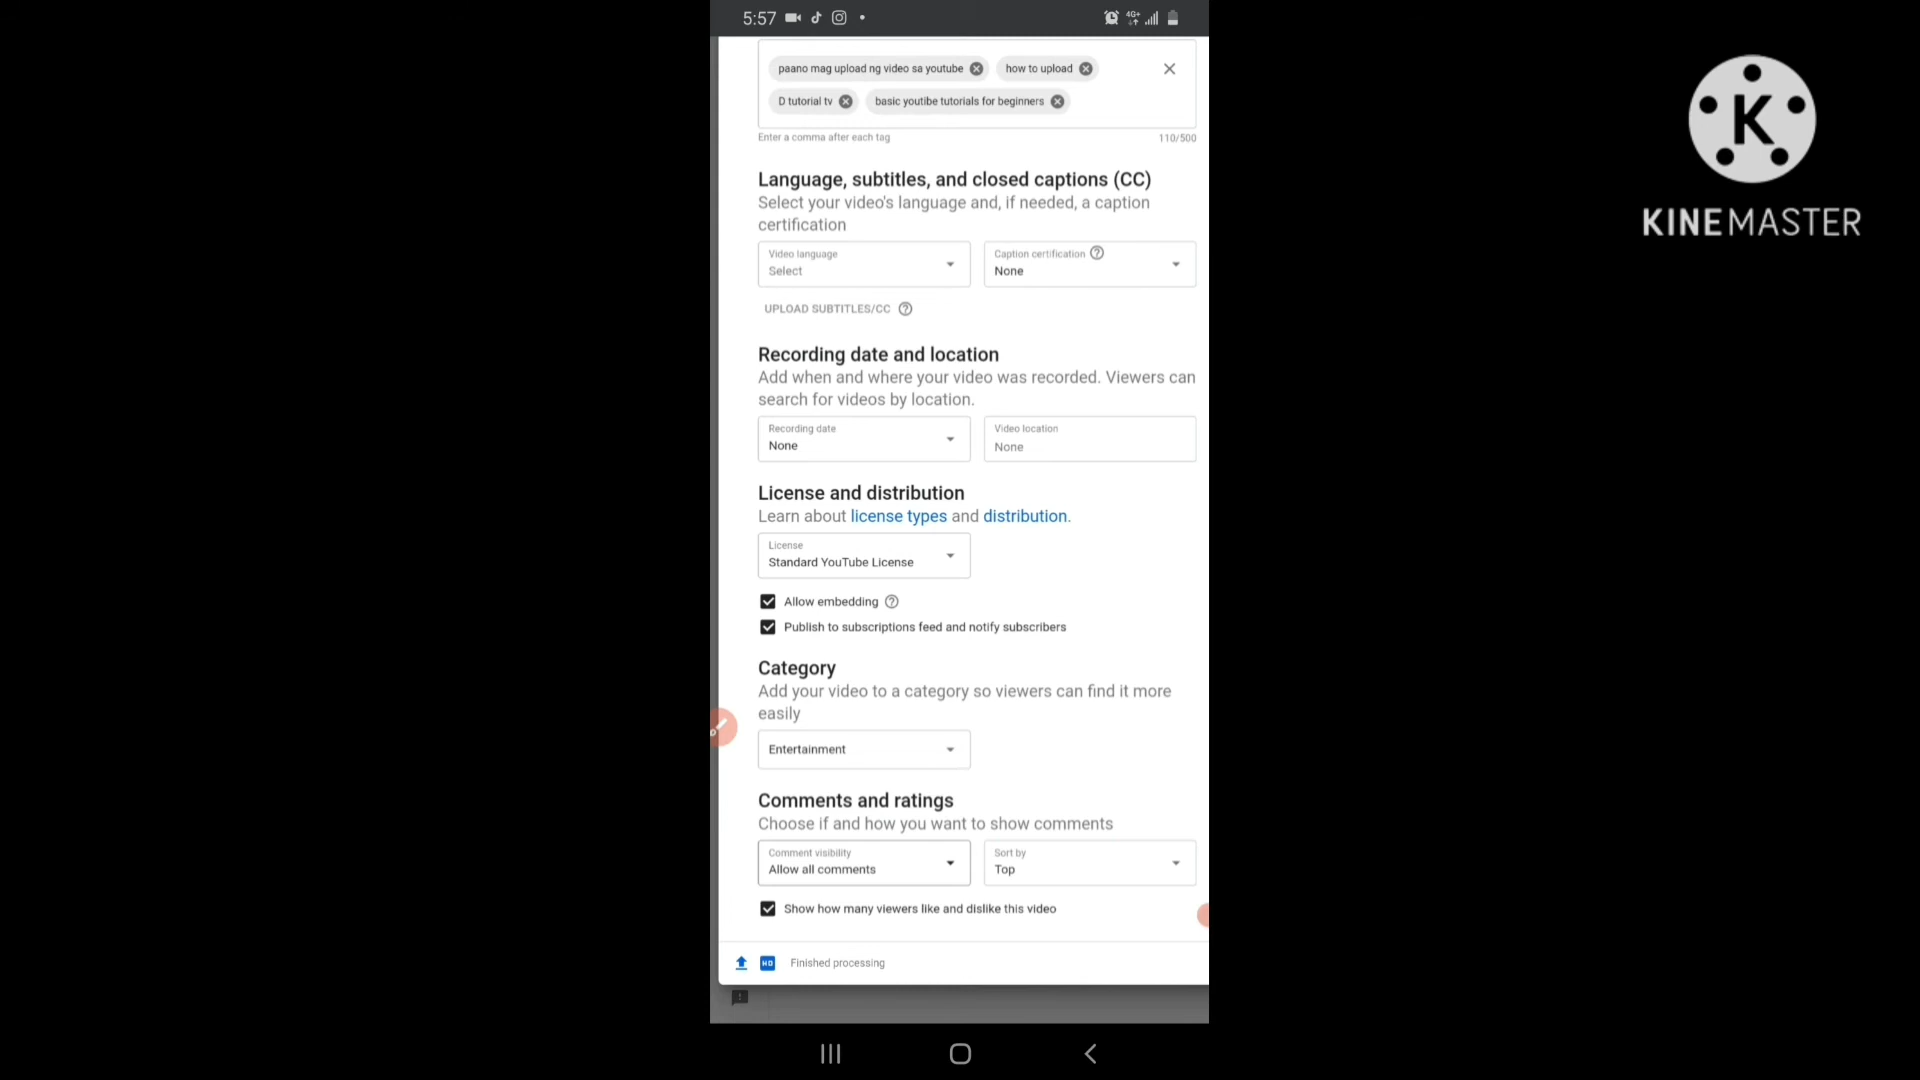 5:57
4G+
paano mag upload ng video sa youtube how to upload
D tutorial tv basic youtibe tutorials for beginners
Enter a comma after each tag 110/500
Language, subtitles, and closed captions (CC)
Select your video's language and, if needed, a caption
certification
Video language Caption certification
Select None
UPLOAD SUBTITLES/CC
Recording date and location
Add when and where your video was recorded. Viewers can
search for videos by location.
Recording date Video location
None None
License and distribution
Learn about license types and distribution.
License
Standard YouTube License
Allow embedding
Publish to subscriptions feed and notify subscribers
Category
Add your video to a category so viewers can find it more
easily
Entertainment
Comments and ratings
Choose if and how you want to show comments
Comment visibility Sort by
Allow all comments Top
Show how many viewers like and dislike this video
HD Finished processing
K
KINEMASTER